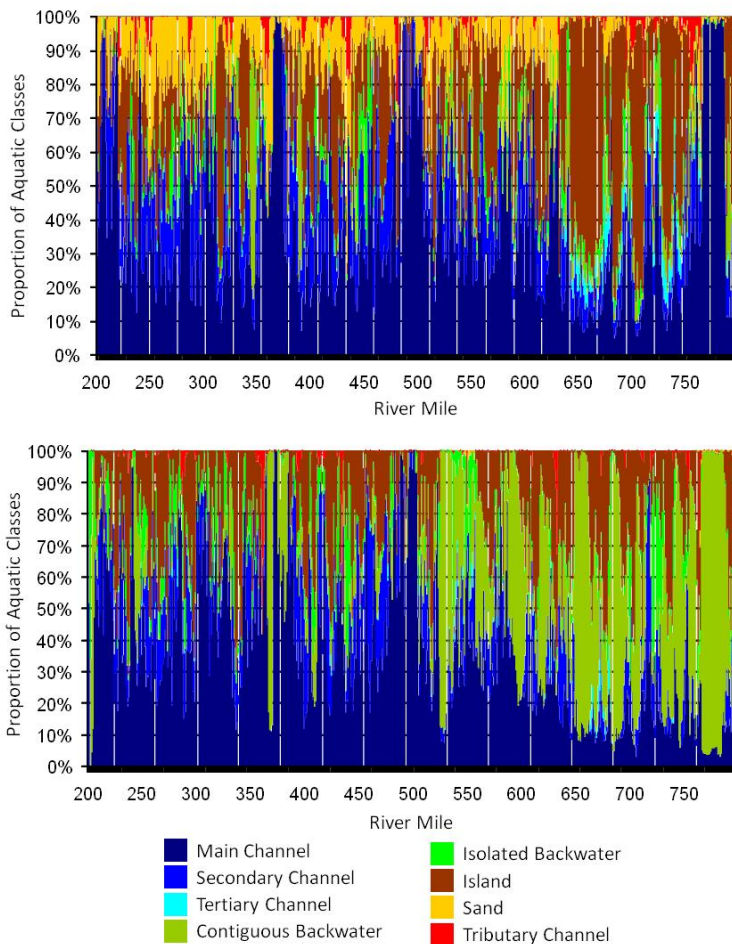 Proportion of Aquatic Classes
100%
90%
80%
70%
60%
50%
40%
30%
20%
10%
0%
200 250 300 350 400 450 500 550 600 650 700 750
River Mile
Proportion of Aquatic Classes
100%
90%
80%
70%
60%
50%
40%
30%
20%
10%
0%
200 250 300 350 400 450 500 550 600 650 700 750
River Mile
Main Channel
Secondary Channel
Tertiary Channel
Contiguous Backwater
Isolated Backwater
Island
Sand
Tributary Channel